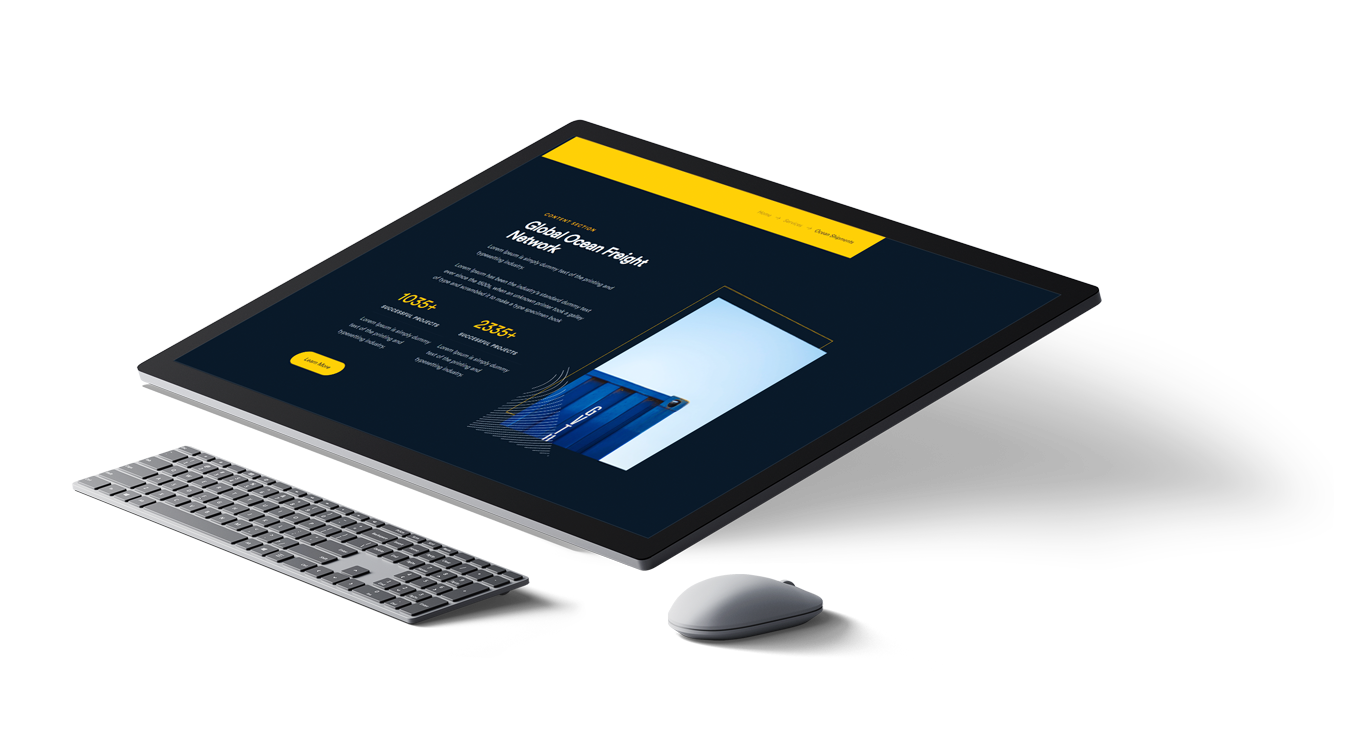 Home → Services → Ocean Shipments
CONTENT SECTION
Global Ocean Freight
Network
Lorem Ipsum is simply dummy text of the printing and
typesetting industry.
Lorem Ipsum has been the industry's standard dummy text
ever since the 1500s, when an unknown printer took a galley
of type and scrambled it to make a type specimen book
1035+
SUCCESSFUL PROJECTS
Lorem Ipsum is simply dummy
text of the printing and
typesetting industry.
2335+
SUCCESSFUL PROJECTS
Lorem Ipsum is simply dummy
text of the printing and
typesetting industry.
Learn More